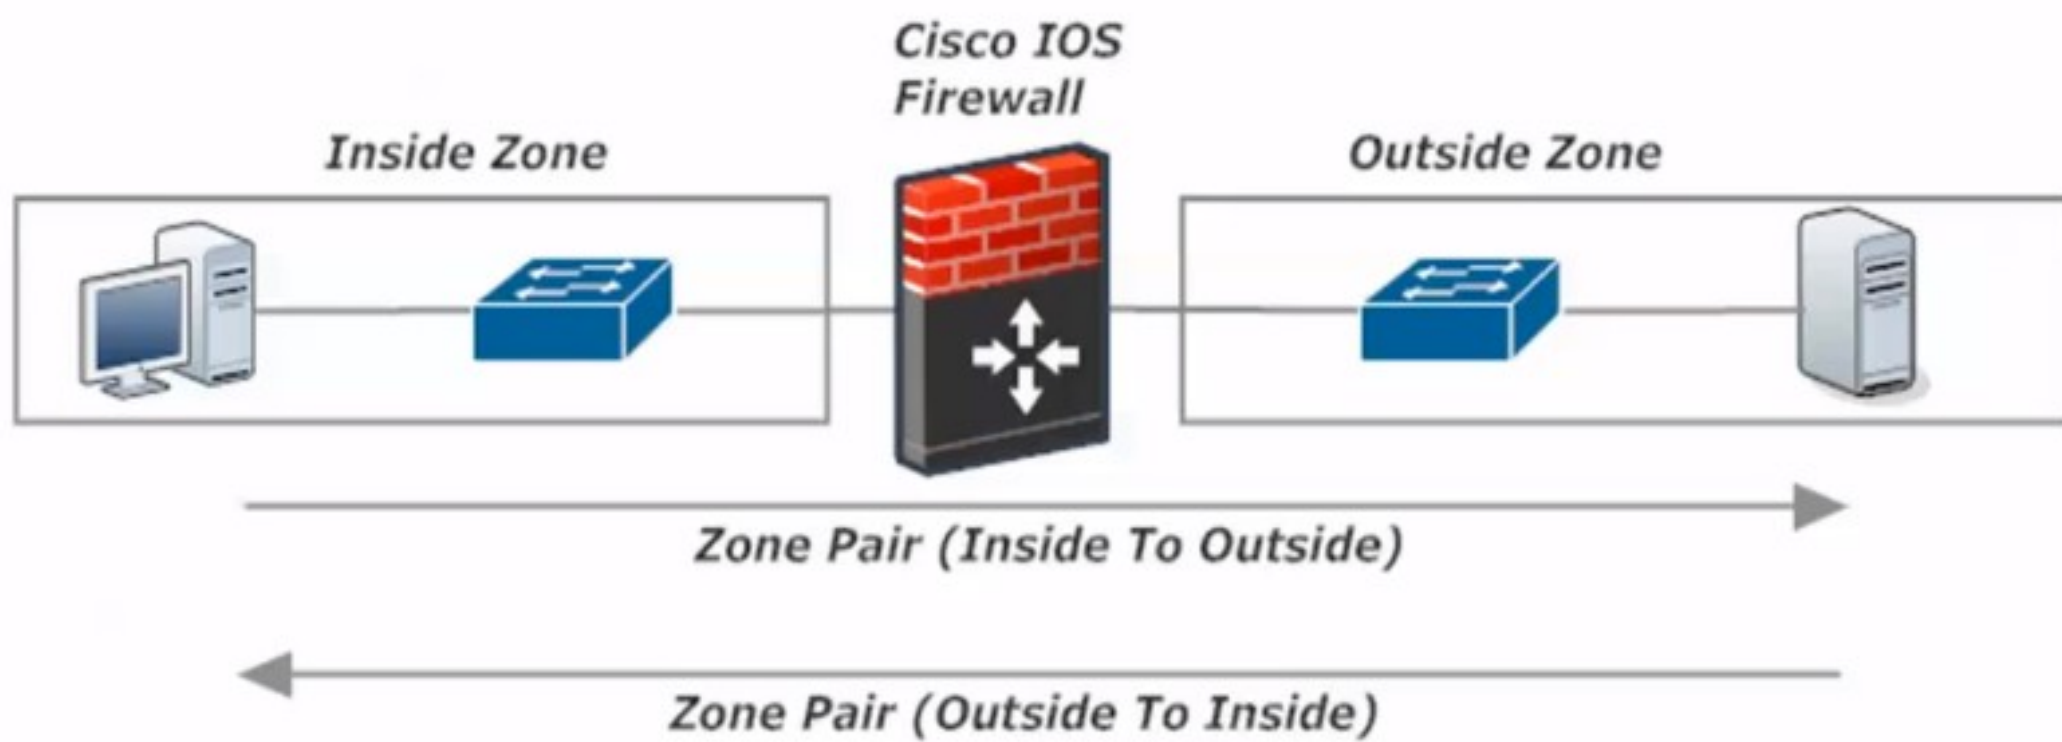 Cisco IOS
Firewall
Inside Zone
Outside Zone
Zone Pair (Inside To Outside)
Zone Pair (Outside To Inside)